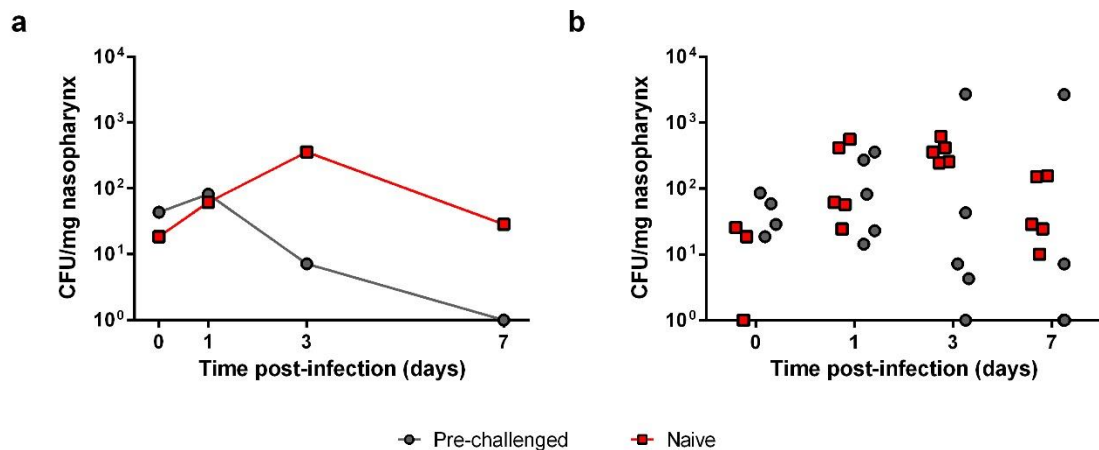 a
CFU/mg nasopharynx
10⁴
10³
10²
10¹
10⁰
0 1 3 7
Time post-infection (days)
b
CFU/mg nasopharynx
10⁴
10³
10²
10¹
10⁰
0 1 3 7
Time post-infection (days)
Pre-challenged Naive